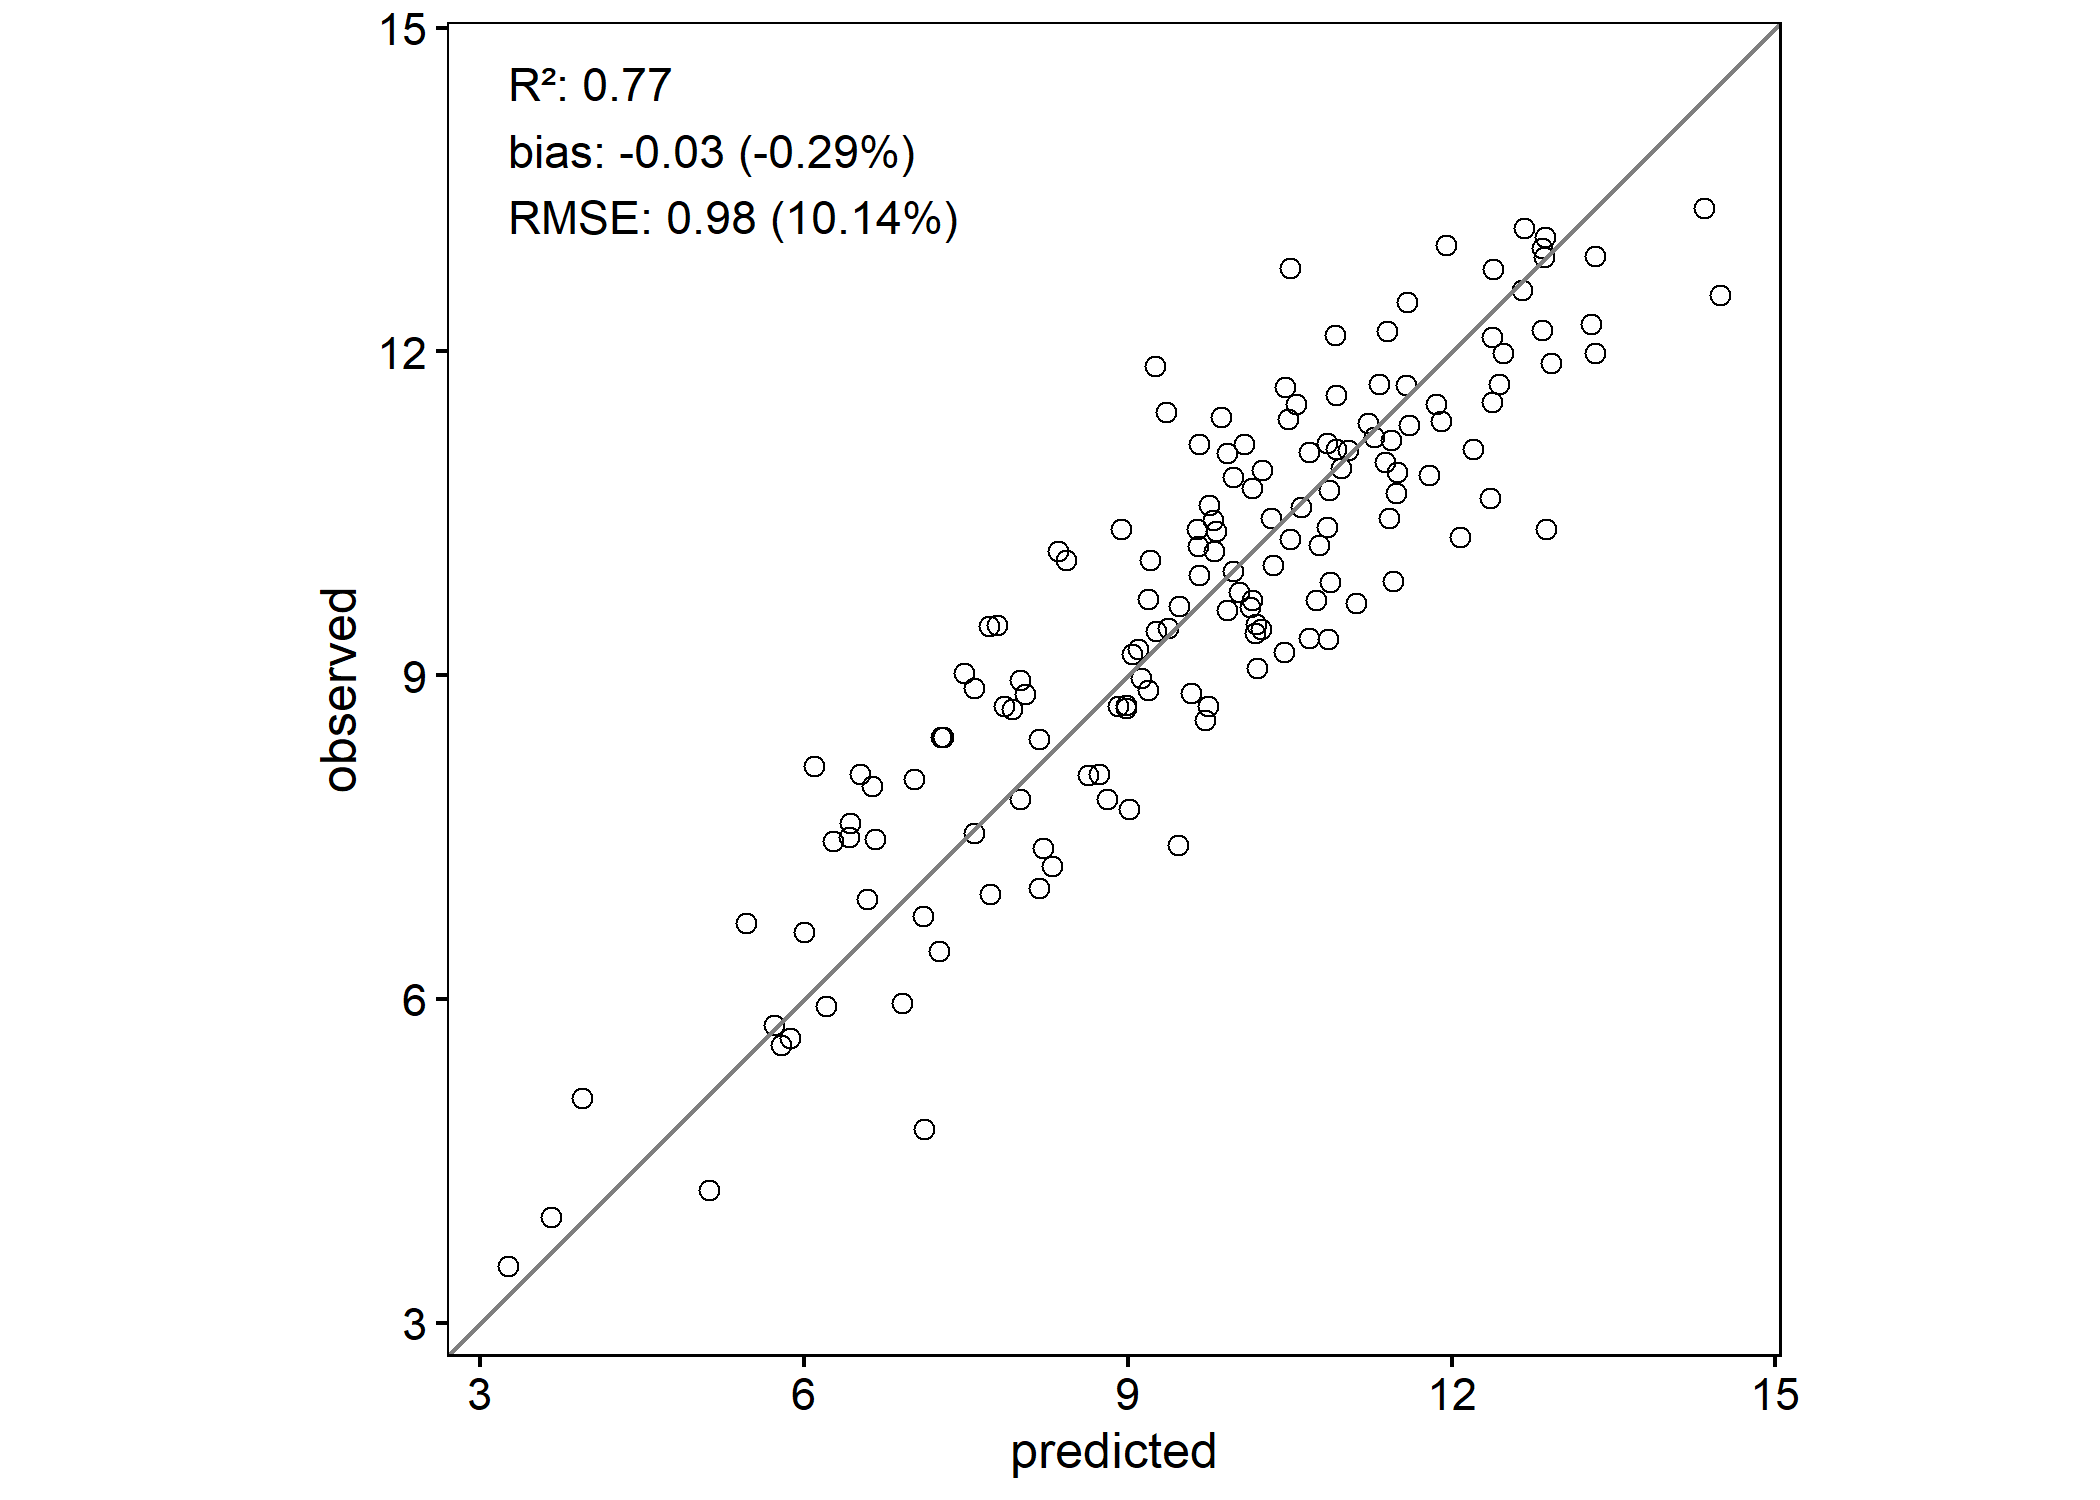 15
R²: 0.77
bias: -0.03 (-0.29%)
RMSE: 0.98 (10.14%)
12
9
observed
6
3
3 6 9 12 15
predicted